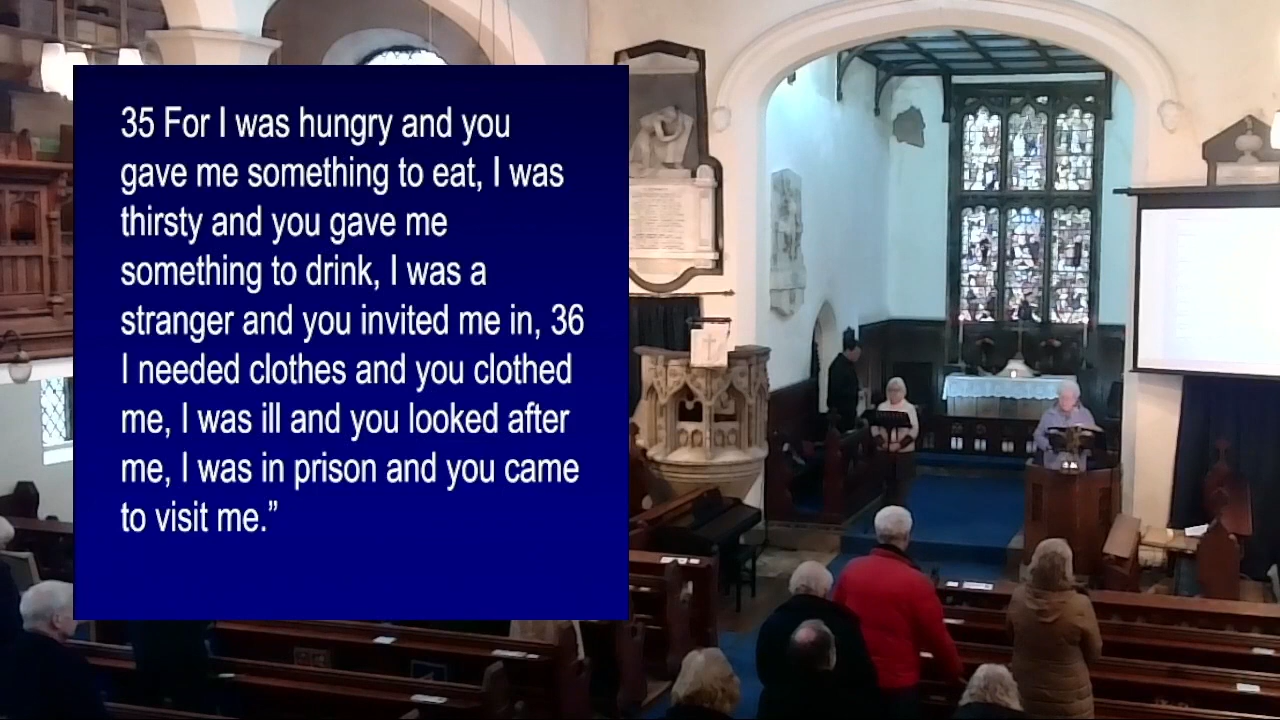 35 For I was hungry and you
gave me something to eat, I was
thirsty and you gave me
something to drink, I was a
stranger and you invited me in, 36
I needed clothes and you clothed
me, I was ill and you looked after
me, I was in prison and you came
to visit me.”